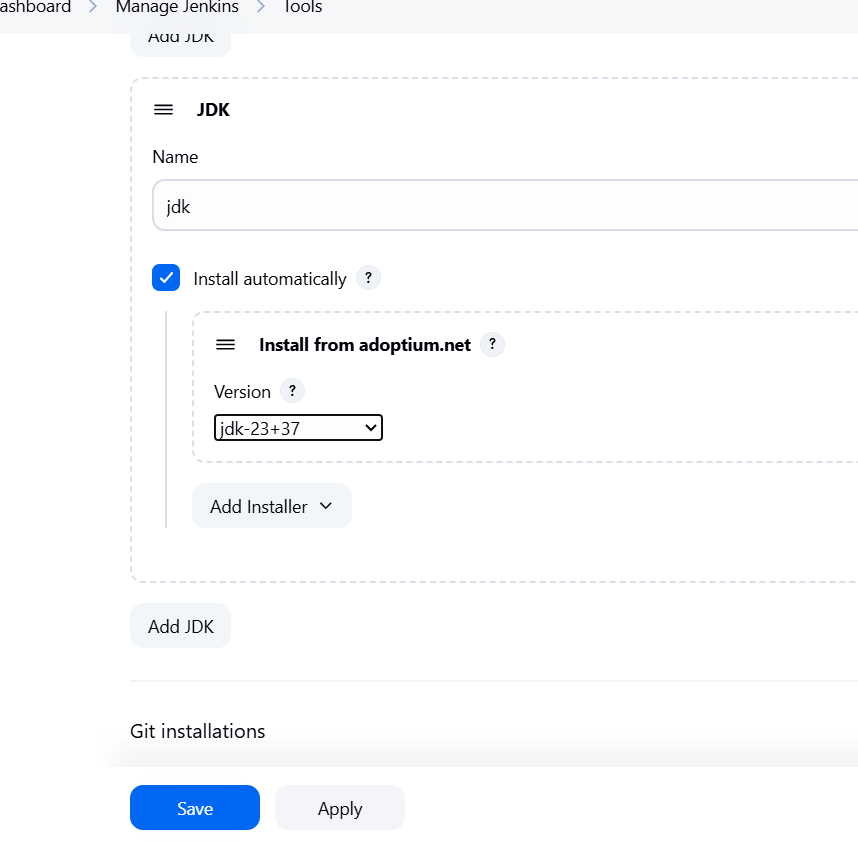 ashboard > Manage Jenkins > Tools
Add JDK
JDK
Name
jdk
Install automatically ?
Install from adoptium.net ?
Version ?
jdk-23+37
Add Installer
Add JDK
Git installations
Save Apply